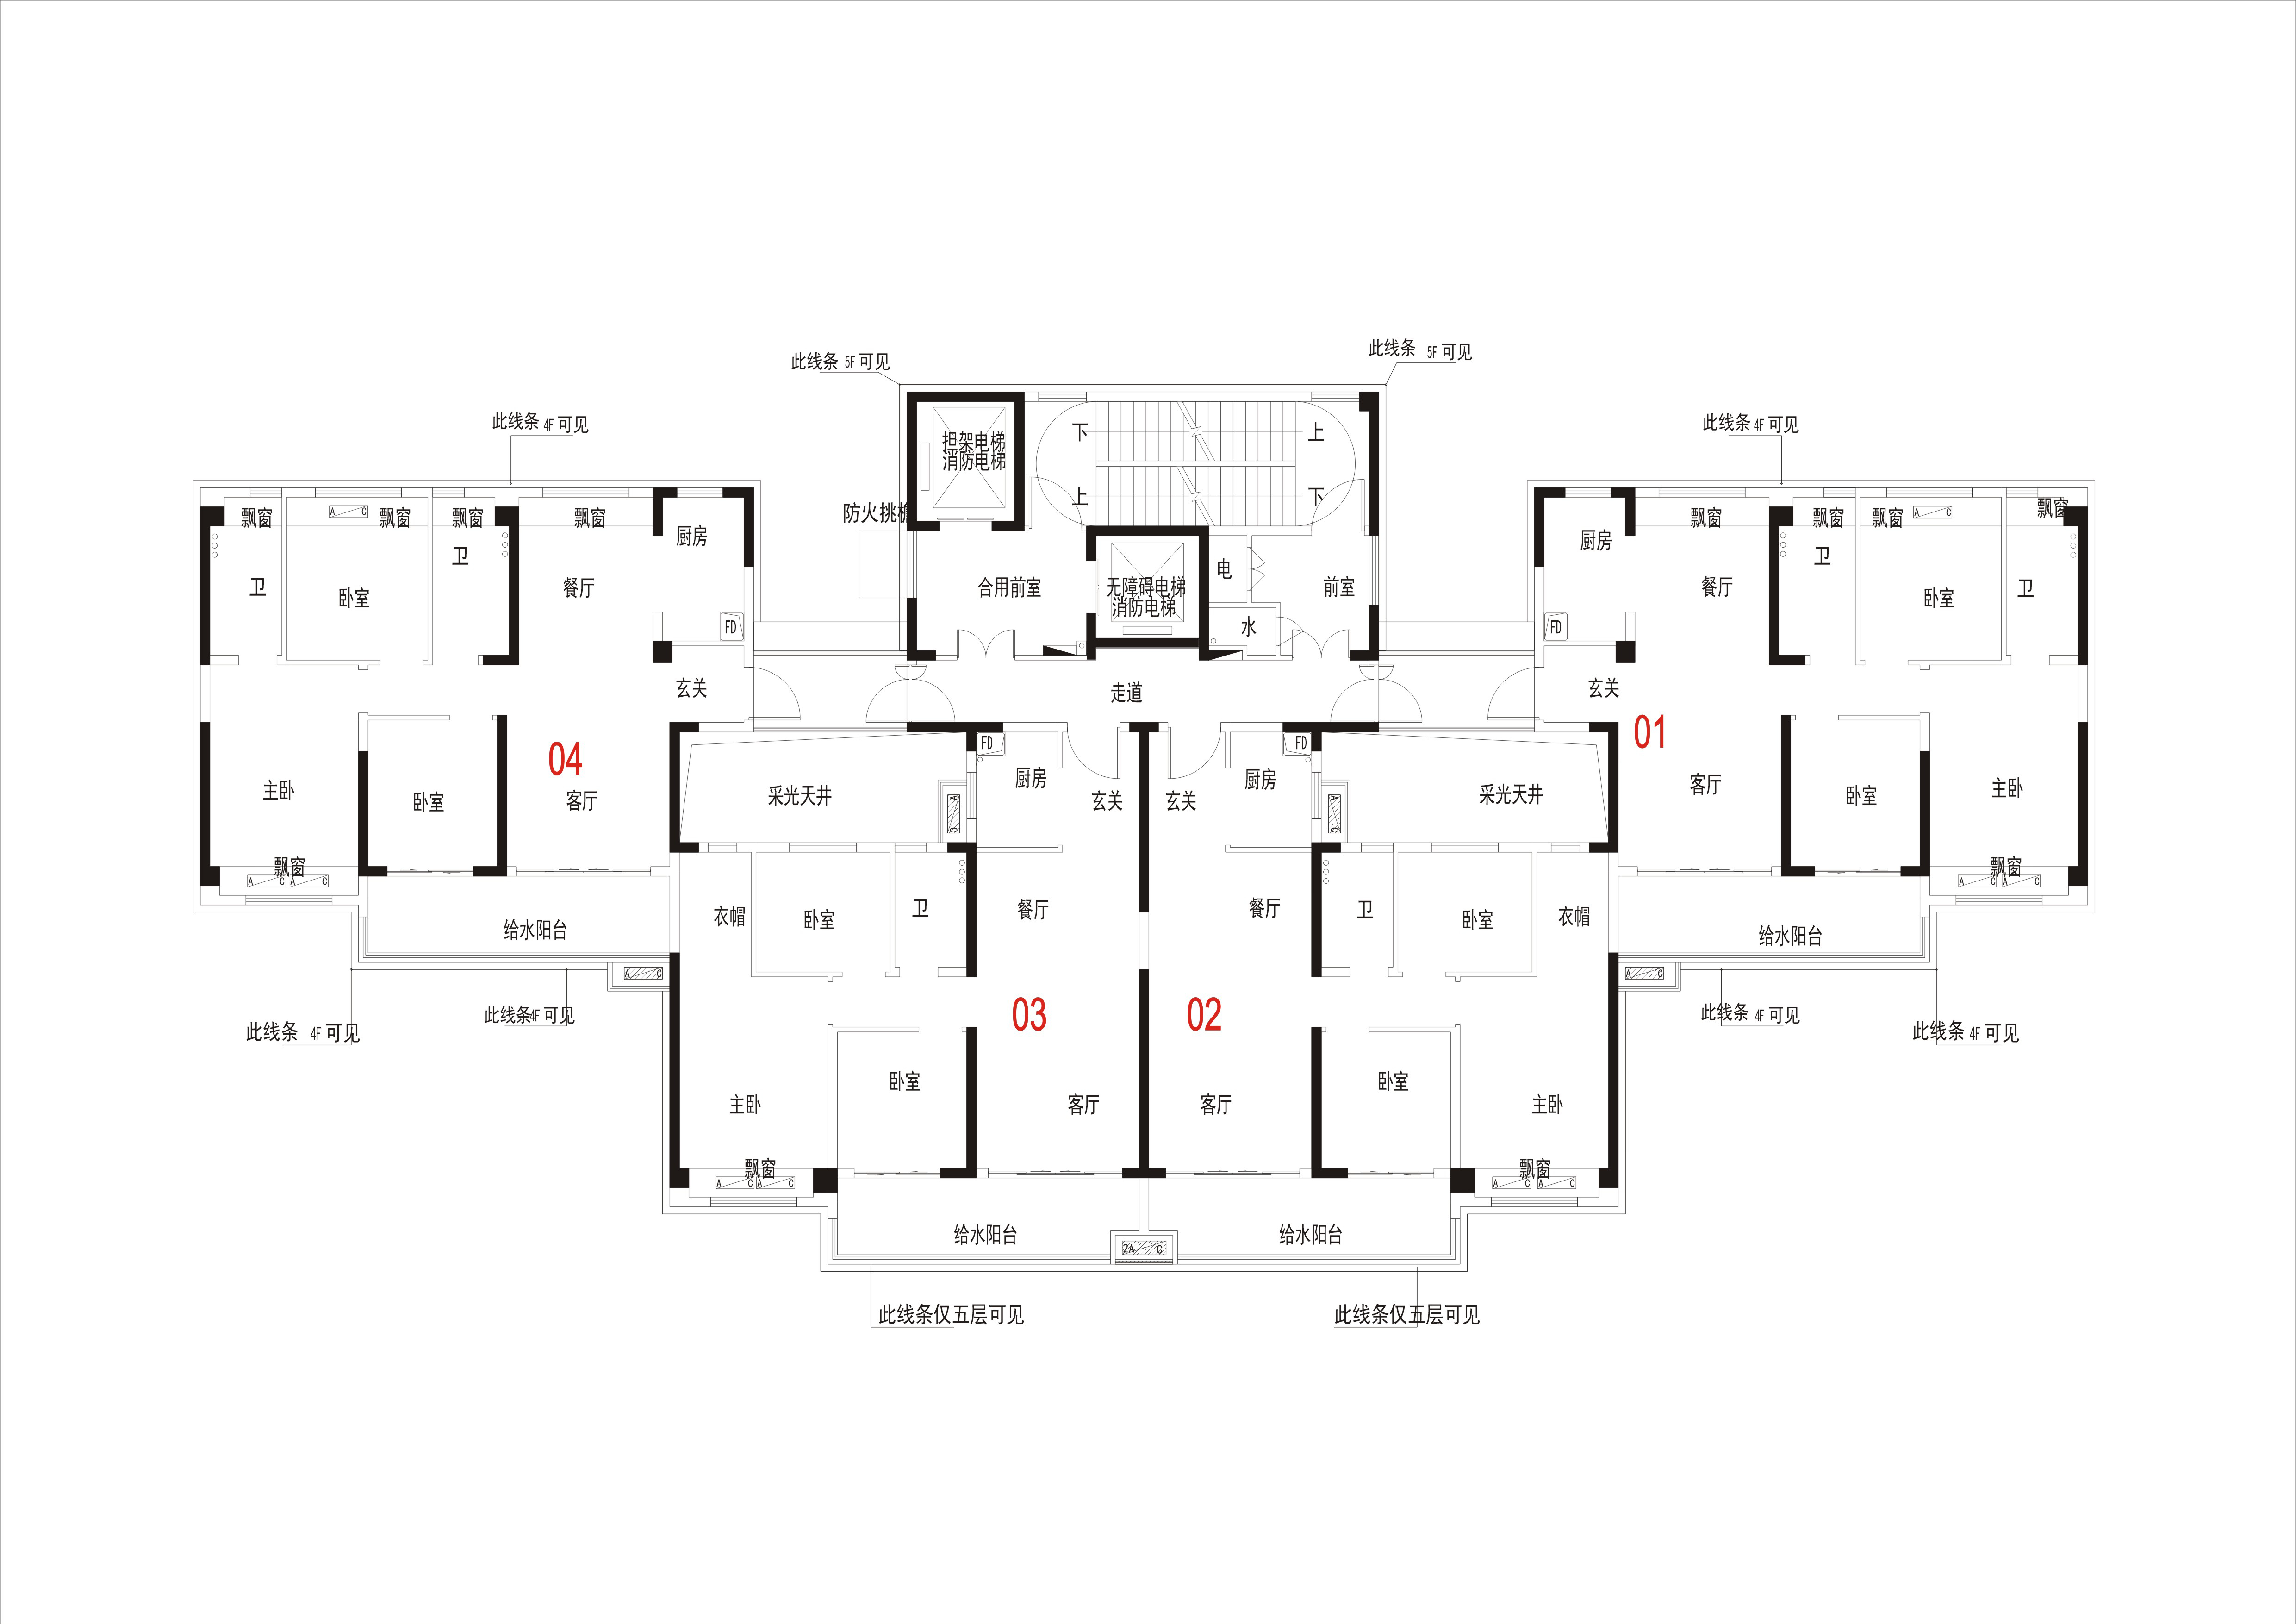 此线条 5F 可见
此线条 5F 可见
此线条 4F 可见
此线条 4F 可见
担架电梯
消防电梯
下
上
上
下
防火挑檐
飘窗
A C
飘窗
飘窗
飘窗
厨房
卫
卧室
卫
餐厅
FD
玄关
合用前室
无障碍电梯
消防电梯
电
水
前室
走道
厨房
飘窗
飘窗
飘窗
A C
飘窗
餐厅
卫
卧室
卫
FD
玄关
04
01
主卧
卧室
客厅
采光天井
A C
FD
厨房
玄关
玄关
厨房
FD
A C
采光天井
客厅
卧室
主卧
飘窗
A C
A C
飘窗
A C
A C
给水阳台
A C
衣帽
卧室
卫
餐厅
餐厅
卫
卧室
衣帽
给水阳台
A C
此线条 4F 可见
此线条4F 可见
03
02
此线条 4F 可见
此线条 4F 可见
主卧
卧室
客厅
客厅
卧室
主卧
飘窗
A C
A C
飘窗
A C
A C
给水阳台
2A C
给水阳台
此线条仅五层可见
此线条仅五层可见